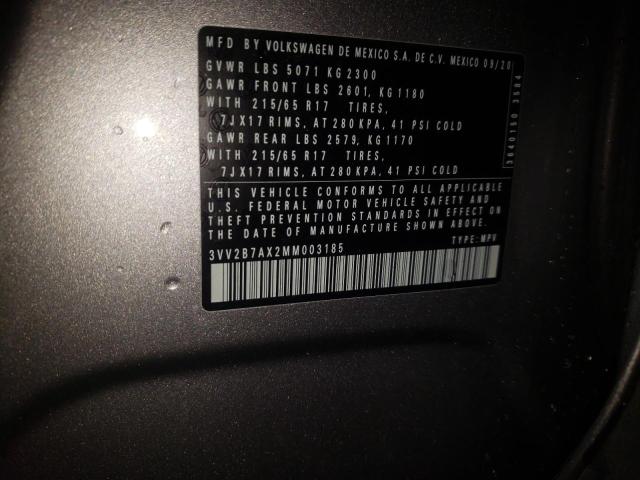 MFD BY VOLKSWAGEN DE MEXICO S.A. DE C.V. MEXICO 09/20
GVWR LBS 5071 KG 2300
GAWR FRONT LBS 2601, KG 1180
WITH 215/65 R17 TIRES,
7JX17 RIMS, AT 280 KPA, 41 PSI COLD
GAWR REAR LBS 2579, KG 1170
WITH 215/65 R17 TIRES,
7JX17 RIMS, AT 280 KPA, 41 PSI COLD
THIS VEHICLE CONFORMS TO ALL APPLICABLE
U.S. FEDERAL MOTOR VEHICLE SAFETY AND
THEFT PREVENTION STANDARDS IN EFFECT ON
THE DATE OF MANUFACTURE SHOWN ABOVE.
3VV2B7AX2MM003185 TYPE: MPV